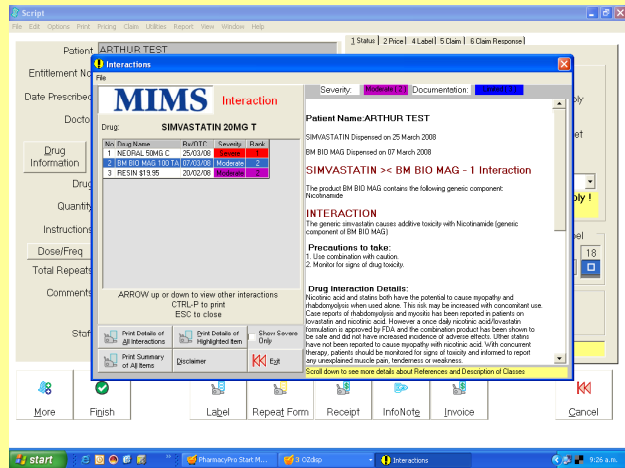 Script
File Edit Options Print Pricing Claim Utilities Report View Window Help
Patient ARTHUR TEST
1 Status 2 Price 4 Label 5 Claim 6 Claim Response
Entitlement No
Date Prescribed
Doctor
Drug Information
Drug
Quantity
Instructions
Dose/Freq
Total Repeats
Comments
Staff
18
Interactions
File
MIMS Interaction
Drug: SIMVASTATIN 20MG T
No Drug Name Rx/OTC Severity Rank
1 NEORAL 50MG C 25/03/08 Severe 1
2 BM BIO MAG 100 TA 07/03/08 Moderate 2
3 RESIN $19.95 20/02/08 Moderate 2
ARROW up or down to view other interactions
CTRL-P to print
ESC to close
Print Details of All Interactions
Print Details of Highlighted Item
Show Severe Only
Print Summary of All Items
Disclaimer
Exit
Severity: Moderate [ 2 ] Documentation:
Patient Name:ARTHUR TEST
SIMVASTATIN Dispensed on 25 March 2008
BM BIO MAG Dispensed on 07 March 2008
SIMVASTATIN >< BM BIO MAG - 1 Interaction
The product BM BIO MAG contains the following generic component:
Nicotinamide
INTERACTION
The generic simvastatin causes additive toxicity with Nicotinamide (generic
component of BM BIO MAG)
Precautions to take:
1. Use combination with caution.
2. Monitor for signs of drug toxicity.
Drug Interaction Details:
Nicotinic acid and statins both have the potential to cause myopathy and
rhabdomyolysis when used alone. This risk may be increased with concomitant use.
Case reports of rhabdomyolysis and myositis has been reported in patients on
lovastatin and nicotinic acid. However a once daily nicotinic acid/lovastatin
formulation is approved by FDA and the combination product has been shown to
be safe and did not have increased incidence of adverse effects. Other statins
have not been reported to cause myopathy with nicotinic acid. With concurrent
therapy, patients should be monitored for signs of toxicity and informed to report
any unexplained muscle pain, tenderness or weakness.
Scroll down to see more details about References and Description of Classes
More Finish Label Repeat Form Receipt InfoNote Invoice Cancel
start PharmacyPro Start M... 3 OZdisp Interactions 9:26 a.m.